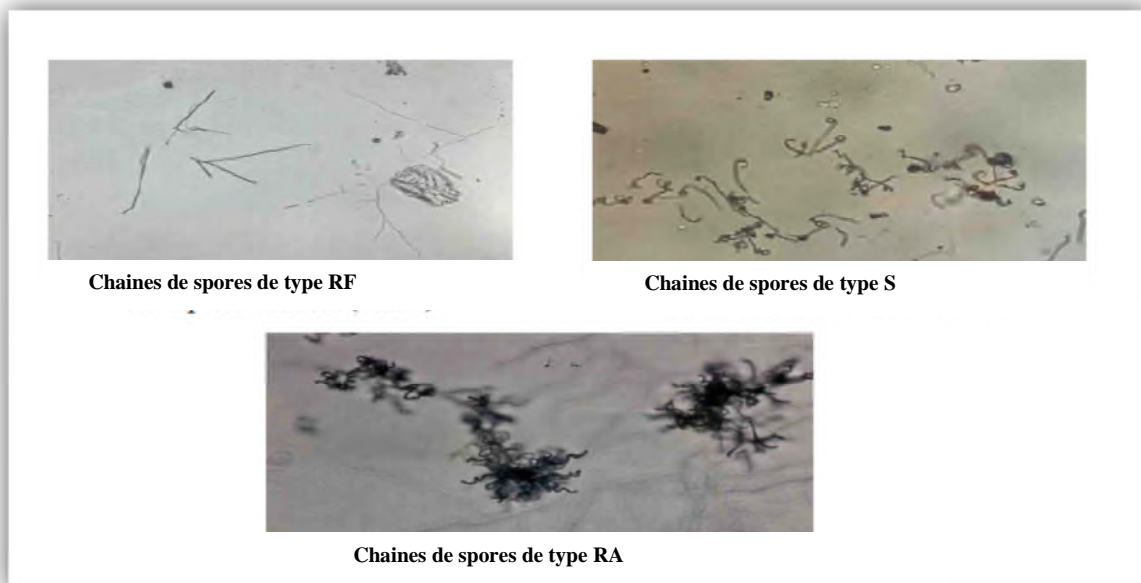 Chaines de spores de type RF
Chaines de spores de type S
Chaines de spores de type RA